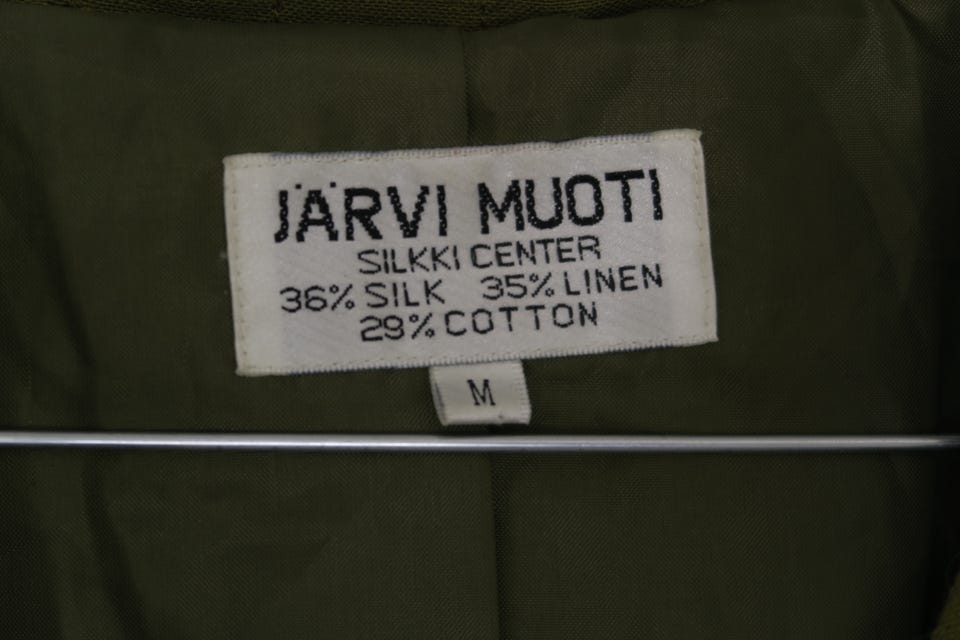 JÄRVI MUOTI
SILKKI CENTER
36% SILK 35% LINEN
29% COTTON
M